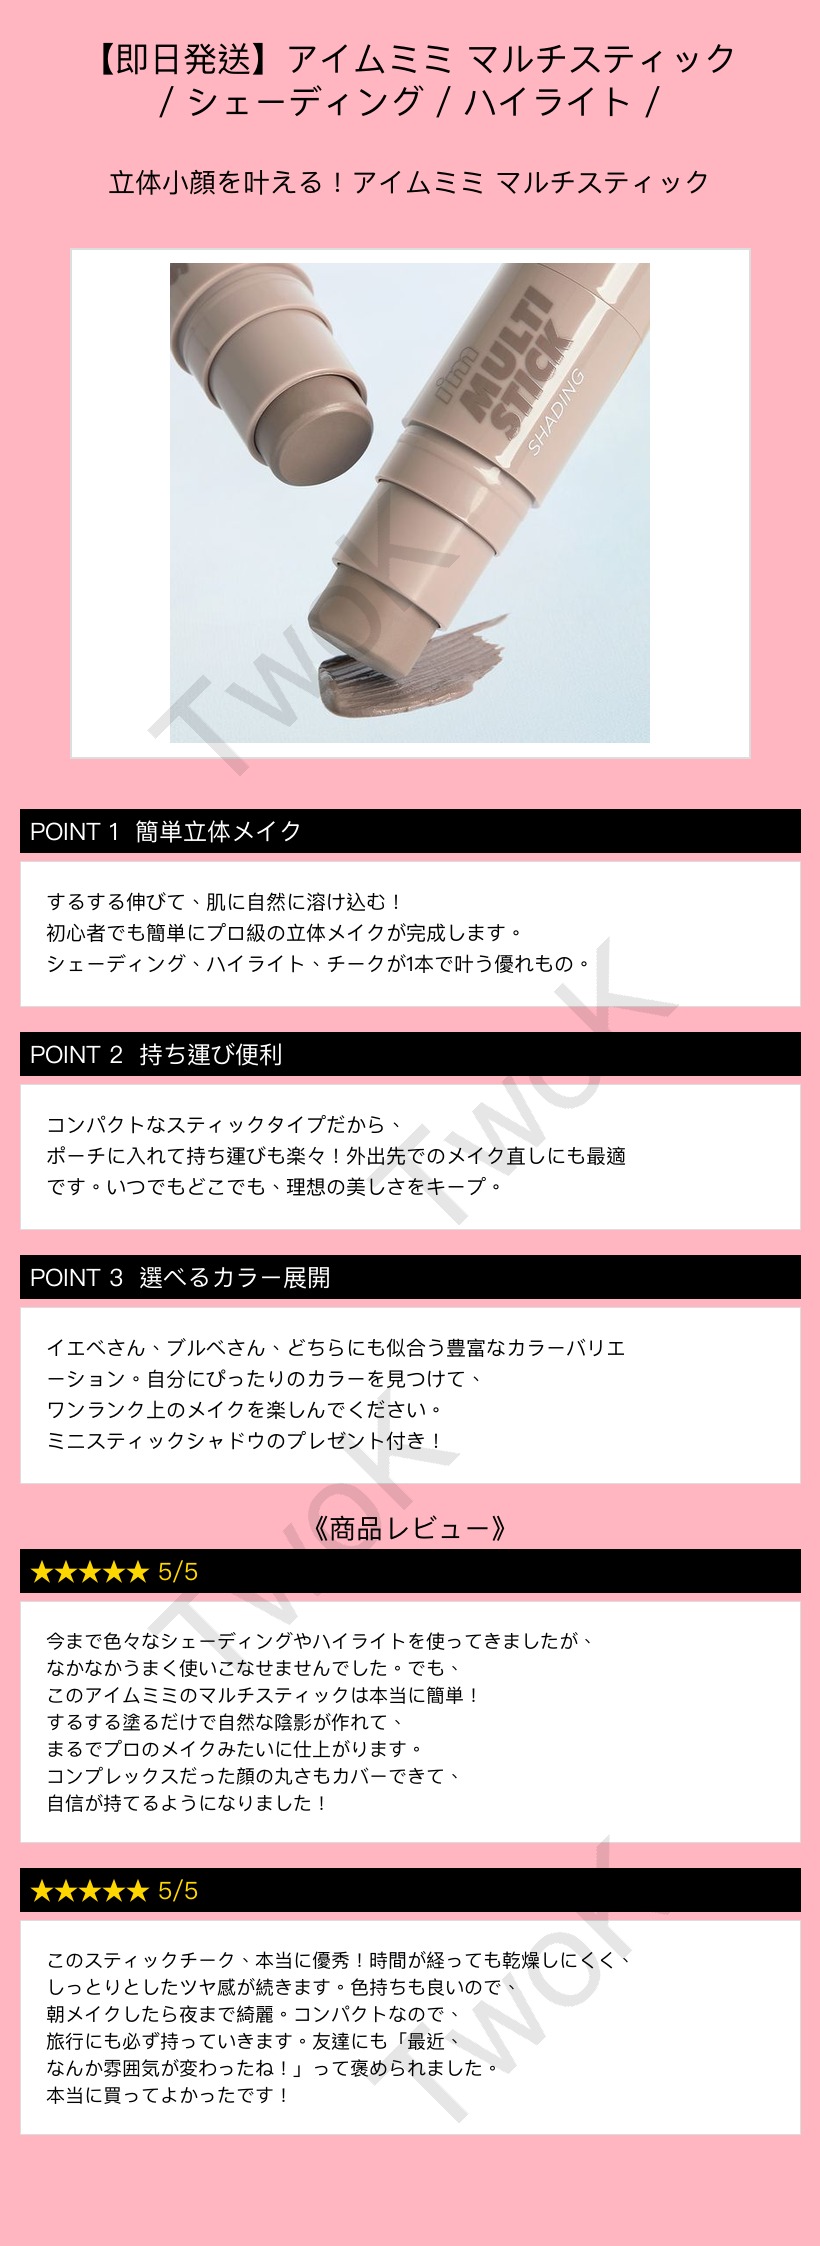 【即日発送】アイムミミ マルチスティック
/ シェーディング / ハイライト /
立体小顔を叶える！アイムミミ マルチスティック
i'm
MULTI
STICK
SHADING
TwoK
POINT 1 簡単立体メイク
するする伸びて、肌に自然に溶け込む！
初心者でも簡単にプロ級の立体メイクが完成します。
シェーディング、ハイライト、チークが1本で叶う優れもの。
TwoK
POINT 2 持ち運び便利
コンパクトなスティックタイプだから、
ポーチに入れて持ち運びも楽々！外出先でのメイク直しにも最適
です。いつでもどこでも、理想の美しさをキープ。
POINT 3 選べるカラー展開
イエベさん、ブルベさん、どちらにも似合う豊富なカラーバリエ
ーション。自分にぴったりのカラーを見つけて、
ワンランク上のメイクを楽しんでください。
ミニスティックシャドウのプレゼント付き！
TwoK
《商品レビュー》
★★★★★ 5/5
今まで色々なシェーディングやハイライトを使ってきましたが、
なかなかうまく使いこなせませんでした。でも、
このアイムミミのマルチスティックは本当に簡単！
するする塗るだけで自然な陰影が作れて、
まるでプロのメイクみたいに仕上がります。
コンプレックスだった顔の丸さもカバーできて、
自信が持てるようになりました！
★★★★★ 5/5
このスティックチーク、本当に優秀！時間が経っても乾燥しにくく、
しっとりとしたツヤ感が続きます。色持ちも良いので、
朝メイクしたら夜まで綺麗。コンパクトなので、
旅行にも必ず持っていきます。友達にも「最近、
なんか雰囲気が変わったね！」って褒められました。
本当に買ってよかったです！
TwoK